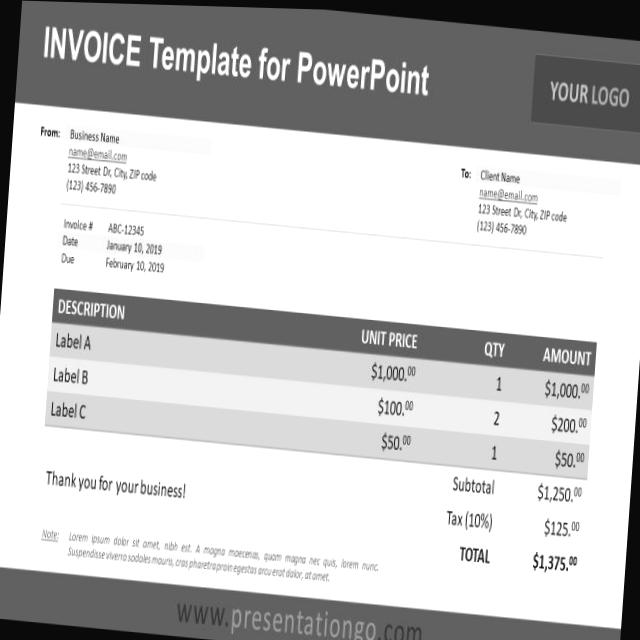 INVOICE Template for PowerPoint
YOUR LOGO
From: Business Name
name@email.com
123 Street Dr, City, ZIP code
(123) 456-7890
To: Client Name
name@email.com
123 Street Dr, City, ZIP code
(123) 456-7890
Invoice # ABC-12345
Date January 10, 2019
Due February 10, 2019
DESCRIPTION UNIT PRICE QTY AMOUNT
Label A $1,000.00 1 $1,000.00
Label B $100.00 2 $200.00
Label C $50.00 1 $50.00
Subtotal $1,250.00
Thank you for your business!
Tax (10%) $125.00
TOTAL $1,375.00
Note: Lorem ipsum dolor sit amet, nibh est. A magna maecenas, quam magna nec quis, lorem nunc.
Suspendisse viverra sodales mauris, cras pharetra proin egestas arcu erat dolor, at amet.
www.presentationgo.com